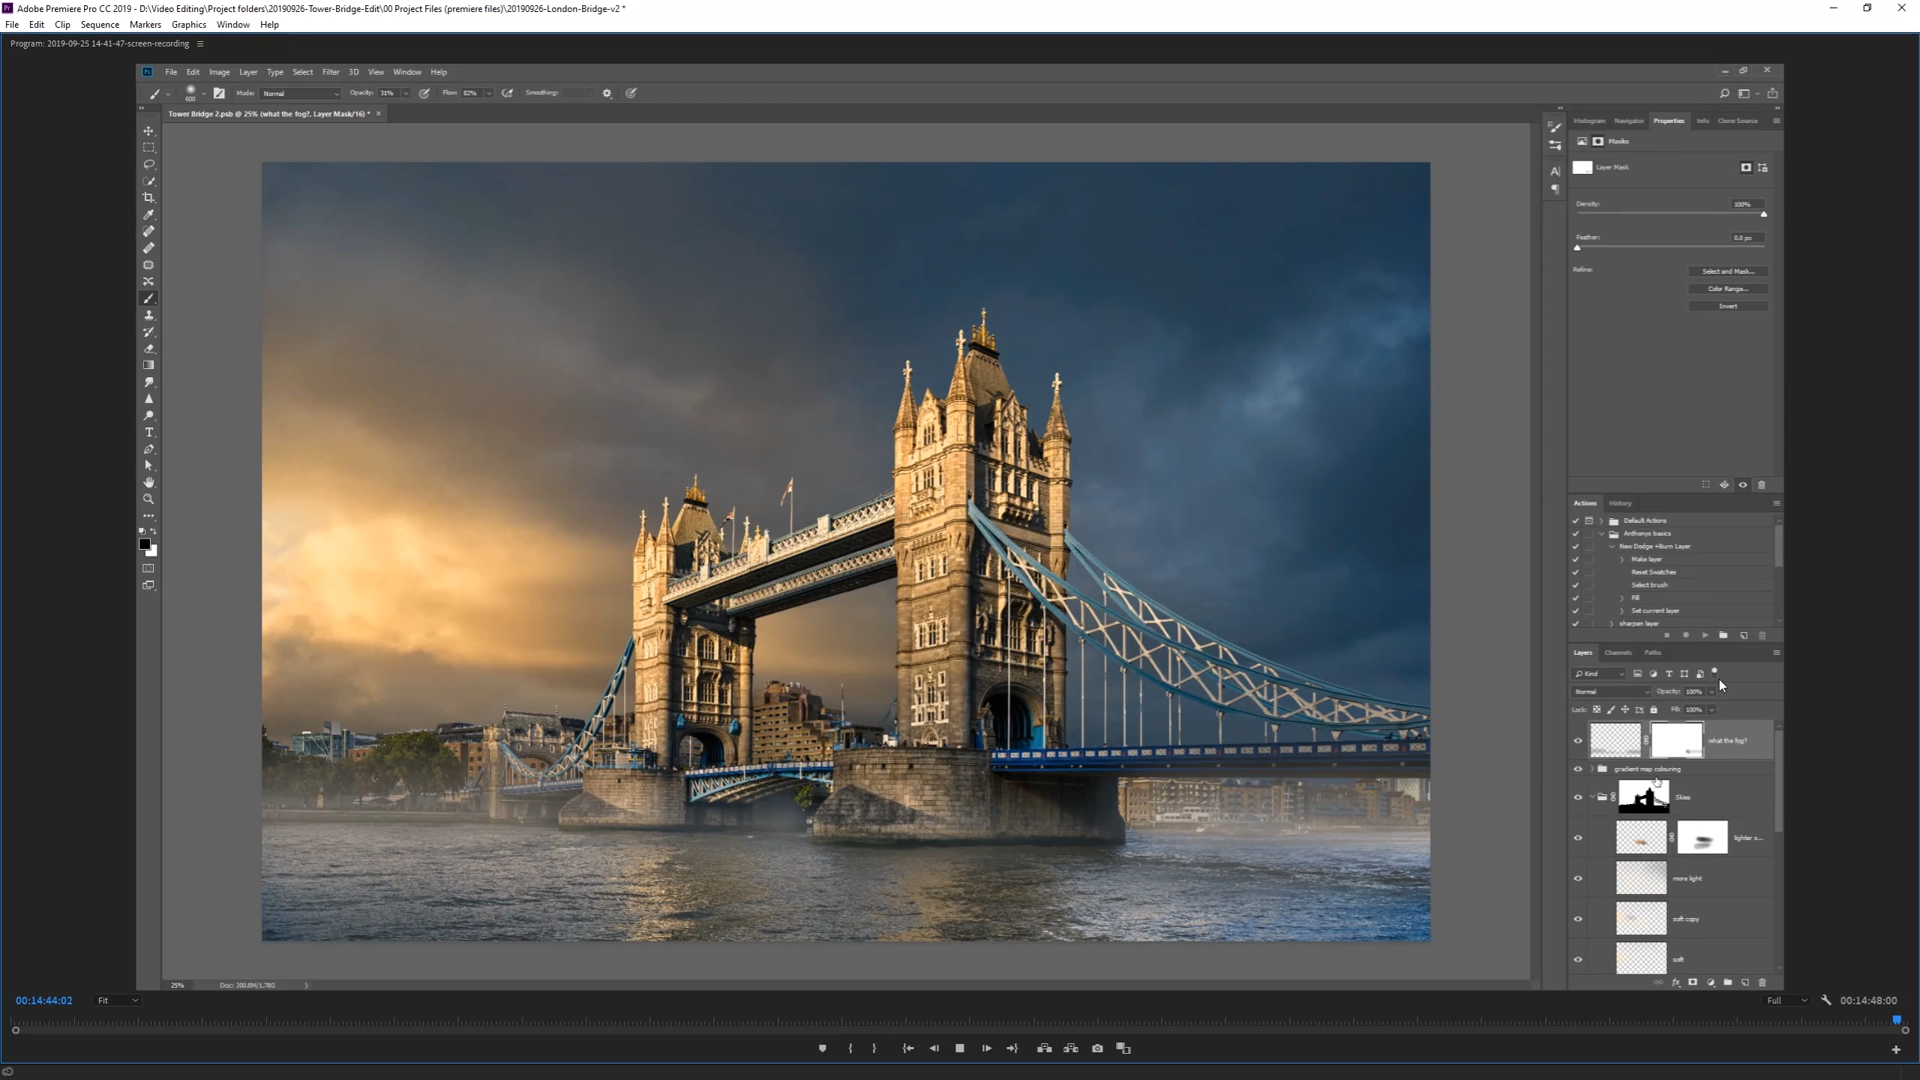 Adobe Premiere Pro CC 2019 - D:\Video Editing\Project folders\20190926-Tower-Bridge-Edit\00 Project Files (premiere files)\20190926-London-Bridge-v2 *
File Edit Clip Sequence Markers Graphics Window Help
Program: 2019-09-25 14-41-47-screen-recording
File Edit Image Layer Type Select Filter 3D View Window Help
600 Mode: Normal Opacity: 31% Flow: 82% Smoothing:
Tower Bridge 2.psb @ 25% (what the fog?, Layer Mask/16) *
Histogram Navigator Properties Info Clone Source
Masks
Layer Mask
Density: 100%
Feather: 0.0 px
Refine: Select and Mask...
Color Range...
Invert
Actions History
Default Actions
Anthonys basics
New Dodge +Burn Layer
Make layer
Reset Swatches
Select brush
Fill
Set current layer
sharpen layer
Layers Channels Paths
Kind
Normal Opacity: 100%
Lock: Fill: 100%
what the fog?
gradient map colouring
Skies
lighter s...
more light
soft copy
soft
25% Doc: 200.8M/1.78G
00:14:44:02 Fit Full 00:14:48:00